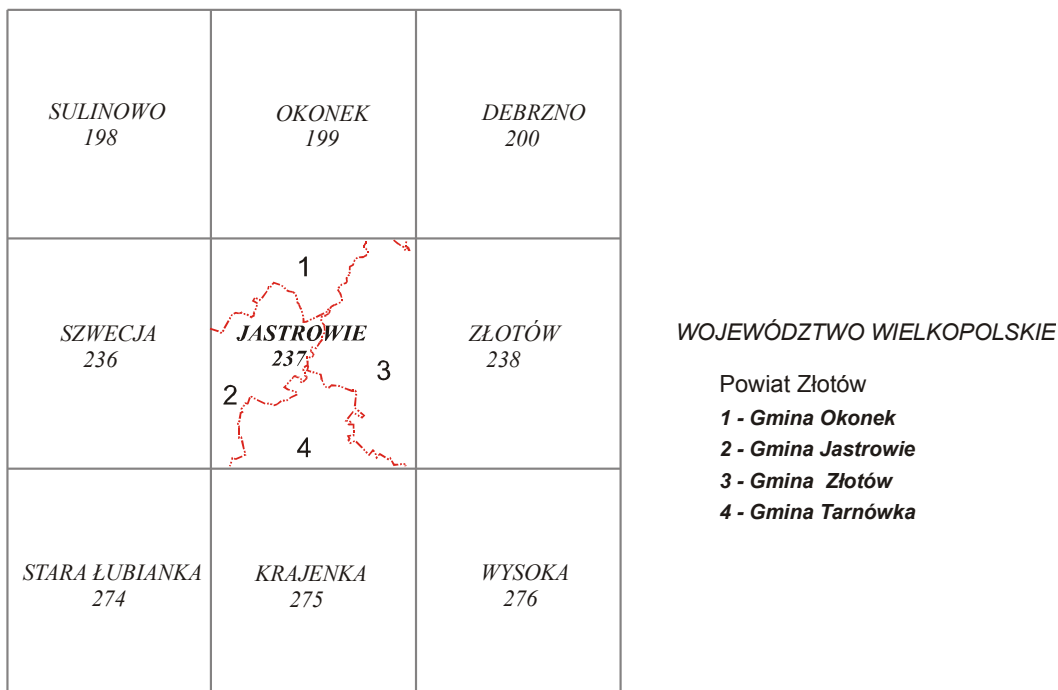 SULINOWO
198
OKONEK
199
DEBRZNO
200
SZWECJA
236
1
JASTROWIE
237
2
3
4
ZŁOTÓW
238
STARA ŁUBIANKA
274
KRAJENKA
275
WYSOKA
276
WOJEWÓDZTWO WIELKOPOLSKIE
Powiat Złotów
1 - Gmina Okonek
2 - Gmina Jastrowie
3 - Gmina Złotów
4 - Gmina Tarnówka